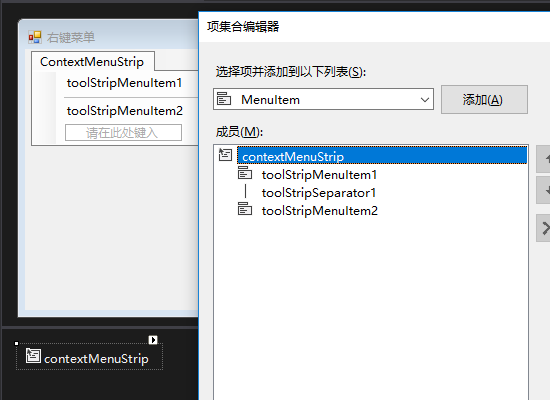 右键菜单
ContextMenuStrip
toolStripMenuItem1
toolStripMenuItem2
请在此处键入
contextMenuStrip
项集合编辑器
选择项并添加到以下列表(S):
MenuItem
添加(A)
成员(M):
contextMenuStrip
toolStripMenuItem1
toolStripSeparator1
toolStripMenuItem2